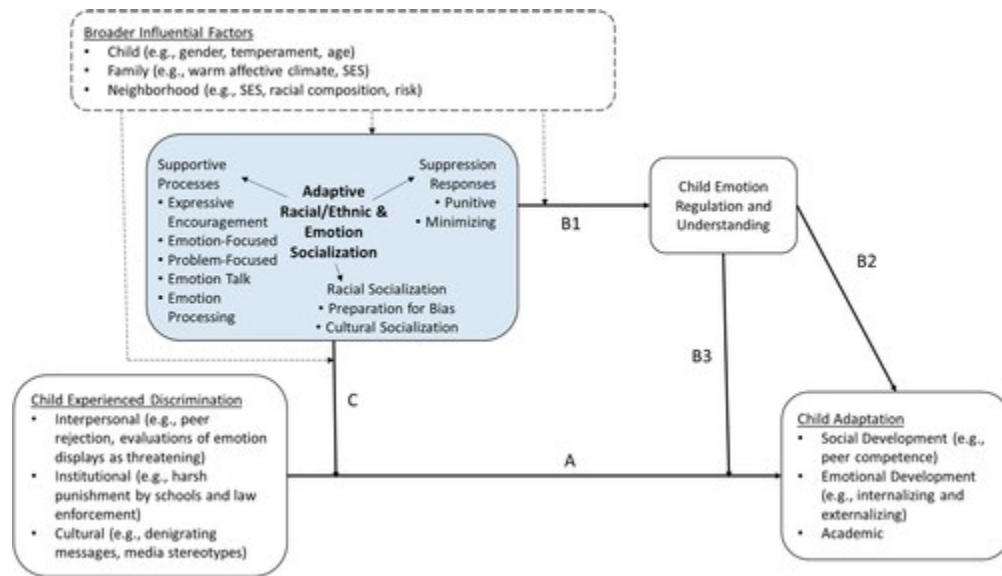 Broader Influential Factors
• Child (e.g., gender, temperament, age)
• Family (e.g., warm affective climate, SES)
• Neighborhood (e.g., SES, racial composition, risk)
Supportive
Processes
• Expressive
Encouragement
• Emotion-Focused
• Problem-Focused
• Emotion Talk
• Emotion
Processing
Adaptive
Racial/Ethnic &
Emotion
Socialization
Suppression
Responses
• Punitive
• Minimizing
Racial Socialization
• Preparation for Bias
• Cultural Socialization
B1
Child Emotion
Regulation and
Understanding
B2
B3
C
A
Child Experienced Discrimination
• Interpersonal (e.g., peer
rejection, evaluations of emotion
displays as threatening)
• Institutional (e.g., harsh
punishment by schools and law
enforcement)
• Cultural (e.g., denigrating
messages, media stereotypes)
Child Adaptation
• Social Development (e.g.,
peer competence)
• Emotional Development
(e.g., internalizing and
externalizing)
• Academic